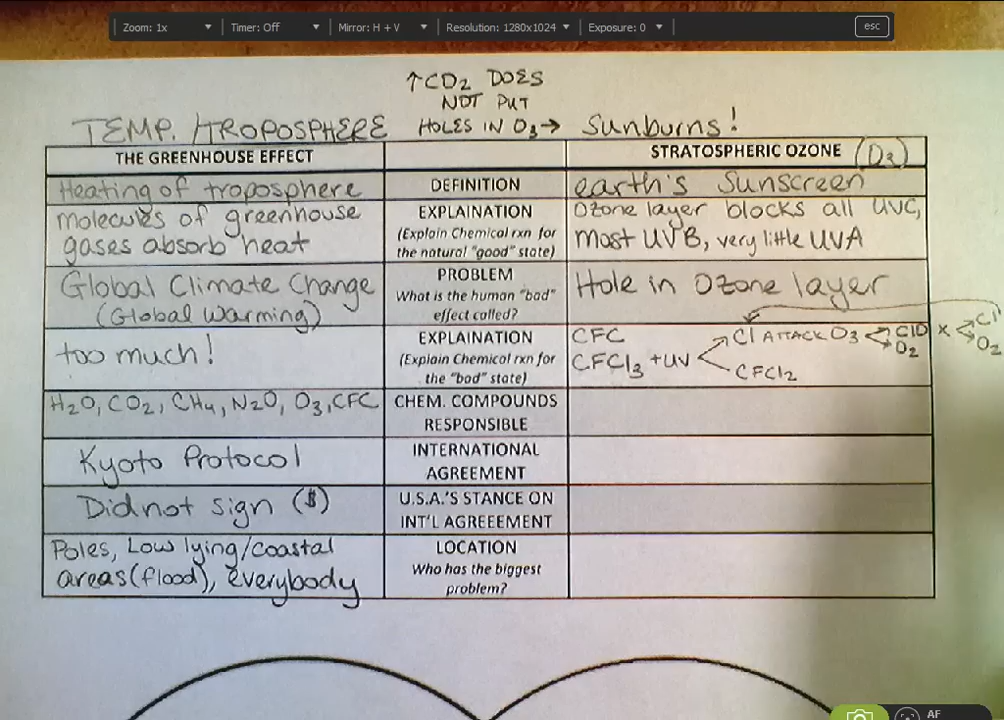 Zoom: 1x Timer: Off Mirror: H + V Resolution: 1280x1024 Exposure: 0 esc
↑CO2 DOES
NOT PUT
TEMP. /TROPOSPHERE HOLES IN O3→ Sunburns!
THE GREENHOUSE EFFECT STRATOSPHERIC OZONE (O3)
Heating of troposphere DEFINITION earth's Sunscreen
molecules of greenhouse EXPLAINATION Ozone layer blocks all UVC,
gases absorb heat (Explain Chemical rxn for most UVB, very little UVA
the natural "good" state)
Global Climate Change PROBLEM Hole in Ozone layer
(Global Warming) What is the human "bad"
effect called?
too much! EXPLAINATION CFC Cl ATTACK O3 ClO x Cl
(Explain Chemical rxn for CFCl3 +UV O2 O2
the "bad" state) CFCl2
H2O, CO2, CH4, N2O, O3, CFC CHEM. COMPOUNDS
RESPONSIBLE
Kyoto Protocol INTERNATIONAL
AGREEMENT
Did not sign ($) U.S.A.'S STANCE ON
INT'L AGREEEMENT
Poles, Low lying/coastal LOCATION
areas(flood), everybody Who has the biggest
problem?
AF